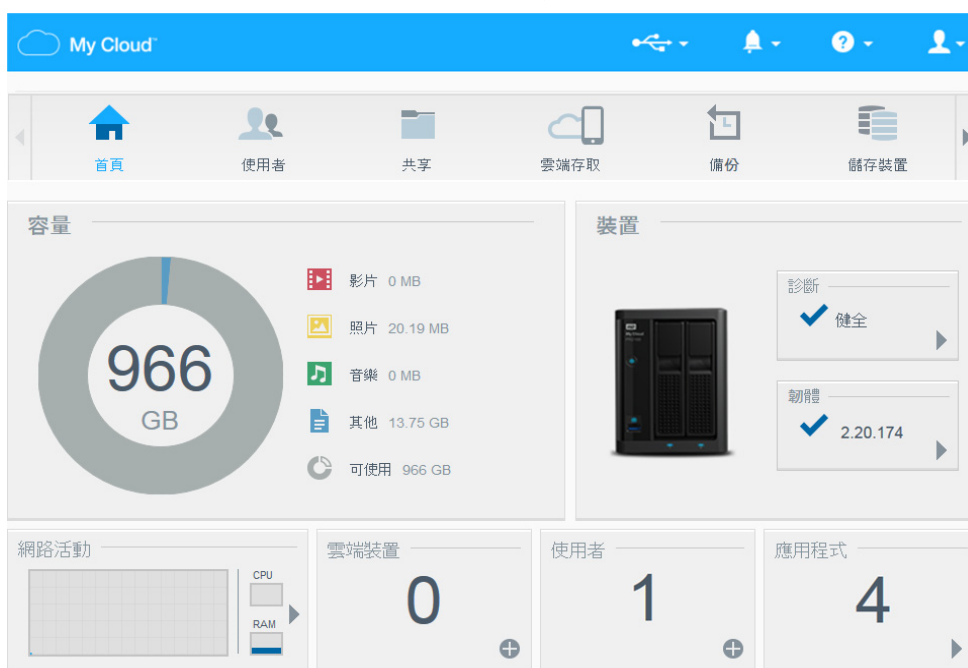 My Cloud™
首頁
使用者
共享
雲端存取
備份
儲存裝置
容量
966
GB
影片 0 MB
照片 20.19 MB
音樂 0 MB
其他 13.75 GB
可使用 966 GB
裝置
WD
My Cloud
診斷
健全
韌體
2.20.174
網路活動
CPU
RAM
雲端裝置
0
使用者
1
應用程式
4